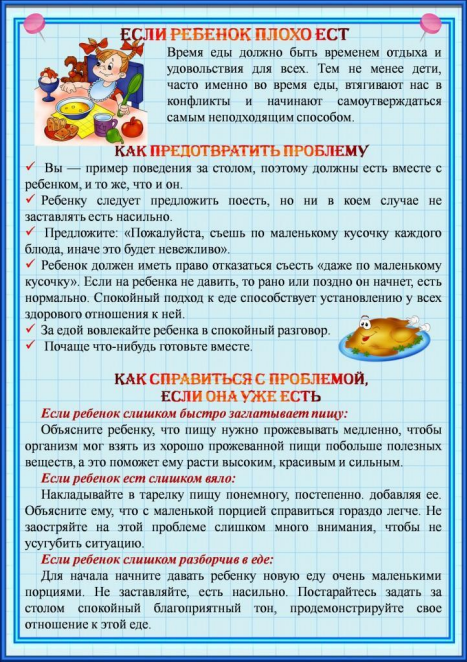 ЕСЛИ РЕБЕНОК ПЛОХО ЕСТ
Время еды должно быть временем отдыха и
удовольствия для всех. Тем не менее дети,
часто именно во время еды, втягивают нас в
конфликты и начинают самоутверждаться
самым неподходящим способом.
КАК ПРЕДОТВРАТИТЬ ПРОБЛЕМУ
✓ Вы — пример поведения за столом, поэтому должны есть вместе с
ребенком, и то же, что и он.
✓ Ребенку следует предложить поесть, но ни в коем случае не
заставлять есть насильно.
✓ Предложите: «Пожалуйста, съешь по маленькому кусочку каждого
блюда, иначе это будет невежливо».
✓ Ребенок должен иметь право отказаться съесть «даже по маленькому
кусочку». Если на ребенка не давить, то рано или поздно он начнет, есть
нормально. Спокойный подход к еде способствует установлению у всех
здорового отношения к ней.
✓ За едой вовлекайте ребенка в спокойный разговор.
✓ Почаще что-нибудь готовьте вместе.
КАК СПРАВИТЬСЯ С ПРОБЛЕМОЙ,
ЕСЛИ ОНА УЖЕ ЕСТЬ
Если ребенок слишком быстро заглатывает пищу:
Объясните ребенку, что пищу нужно прожевывать медленно, чтобы
организм мог взять из хорошо прожеванной пищи побольше полезных
веществ, а это поможет ему расти высоким, красивым и сильным.
Если ребенок ест слишком вяло:
Накладывайте в тарелку пищу понемногу, постепенно. добавляя ее.
Объясните ему, что с маленькой порцией справиться гораздо легче. Не
заостряйте на этой проблеме слишком много внимания, чтобы не
усугубить ситуацию.
Если ребенок слишком разборчив в еде:
Для начала начните давать ребенку новую еду очень маленькими
порциями. Не заставляйте, есть насильно. Постарайтесь задать за
столом спокойный благоприятный тон, продемонстрируйте свое
отношение к этой еде.